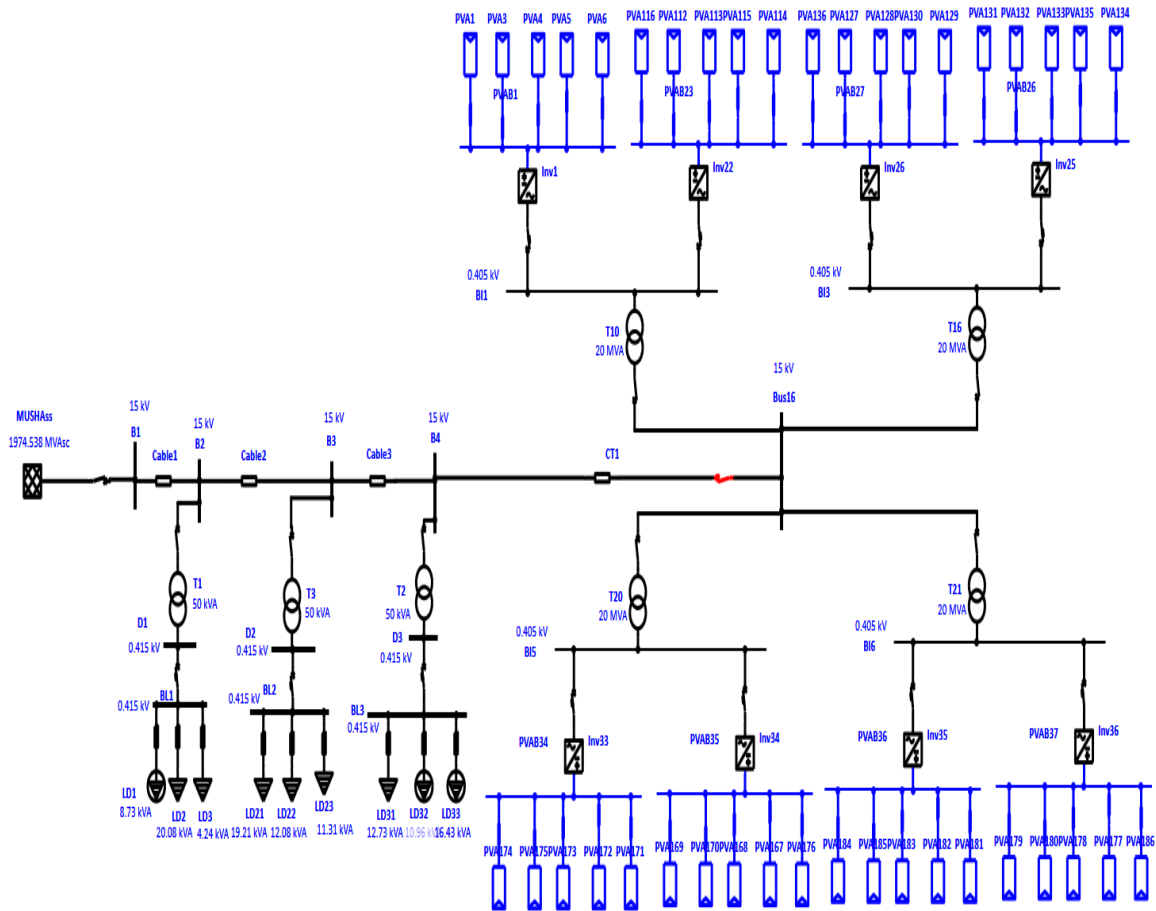 PVA1 PVA3 PVA4 PVA5 PVA6 PVA116 PVA112 PVA113 PVA115 PVA114 PVA136 PVA127 PVA128 PVA130 PVA129 PVA131 PVA132 PVA133 PVA135 PVA134
PVAB1 PVAB23 PVAB27 PVAB26
Inv1 Inv22 Inv26 Inv25
0.405 kV 0.405 kV
BI1 BI3
T10 T16
20 MVA 20 MVA
15 kV
Bus16
MUSHAss
1974.538 MVAsc
15 kV 15 kV 15 kV 15 kV
B1 B2 B3 B4
Cable1 Cable2 Cable3 CT1
T1 T3 T2 T20 T21
50 kVA 50 kVA 50 kVA 20 MVA 20 MVA
D1 D2 D3
0.415 kV 0.415 kV 0.415 kV
0.405 kV 0.405 kV
BI5 BI6
BL1 BL2 BL3
0.415 kV 0.415 kV 0.415 kV
PVAB34 Inv33 PVAB35 Inv34 PVAB36 Inv35 PVAB37 Inv36
LD1 LD2 LD3 LD21 LD22 LD23 LD31 LD32 LD33
8.73 kVA 20.08 kVA 4.24 kVA 19.21 kVA 12.08 kVA 11.31 kVA 12.73 kVA 10.96 16.43 kVA
PVA174 PVA175 PVA173 PVA172 PVA171 PVA169 PVA170 PVA168 PVA167 PVA176 PVA184 PVA185 PVA183 PVA182 PVA181 PVA179 PVA180 PVA178 PVA177 PVA186